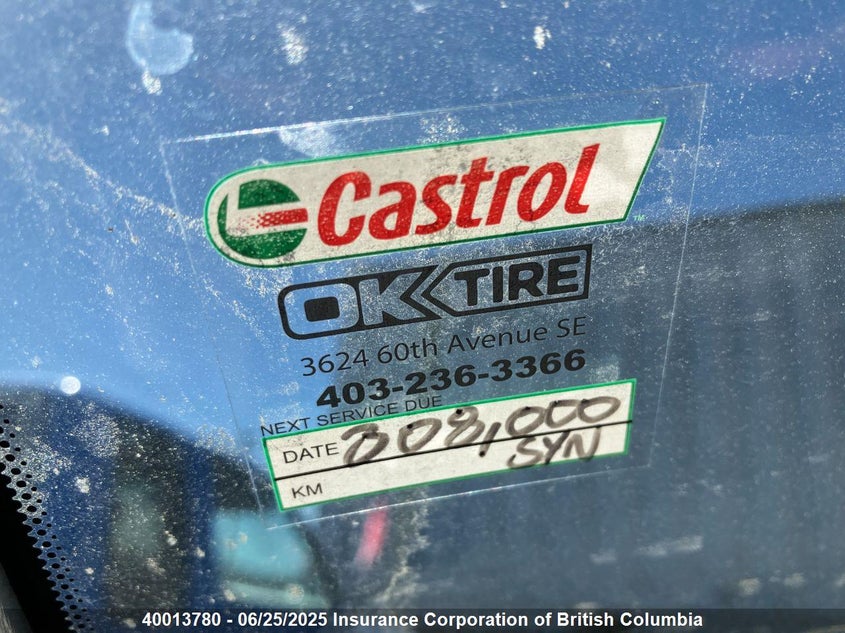 Castrol
OK TIRE
3624 60th Avenue SE
403-236-3366
NEXT SERVICE DUE
DATE 308,000
SYN
KM
40013780 - 06/25/2025 Insurance Corporation of British Columbia